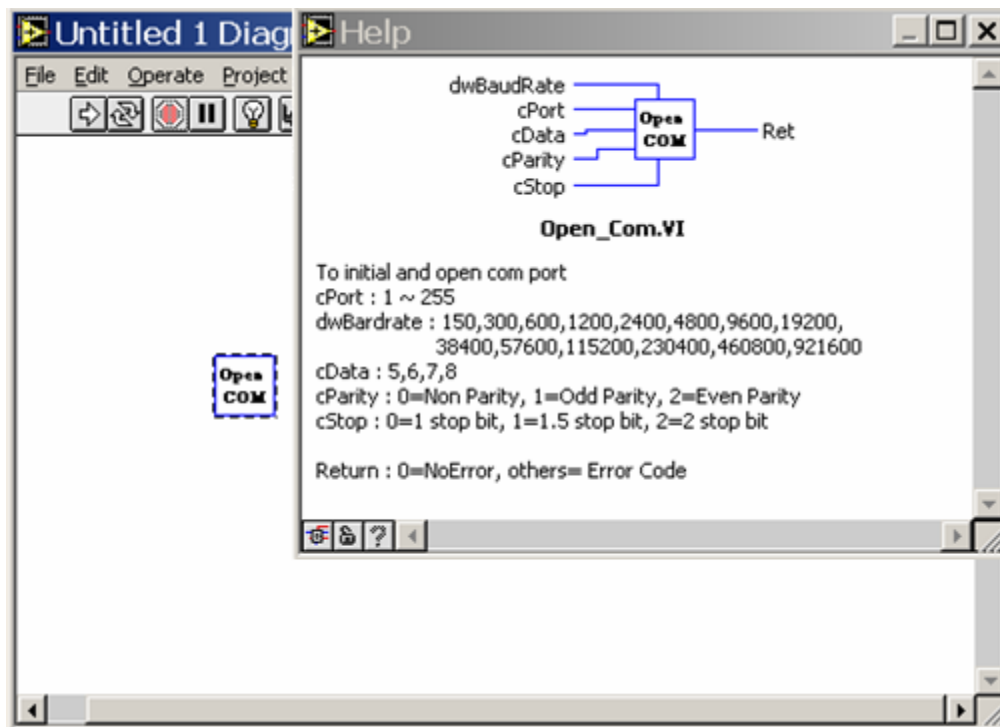 Untitled 1 Diag
File Edit Operate Project
Open
COM
Help
dwBaudRate
cPort
cData
cParity
cStop
Open
COM
Ret
Open_Com.VI
To initial and open com port
cPort : 1 ~ 255
dwBardrate : 150,300,600,1200,2400,4800,9600,19200,
38400,57600,115200,230400,460800,921600
cData : 5,6,7,8
cParity : 0=Non Parity, 1=Odd Parity, 2=Even Parity
cStop : 0=1 stop bit, 1=1.5 stop bit, 2=2 stop bit
Return : 0=NoError, others= Error Code
?